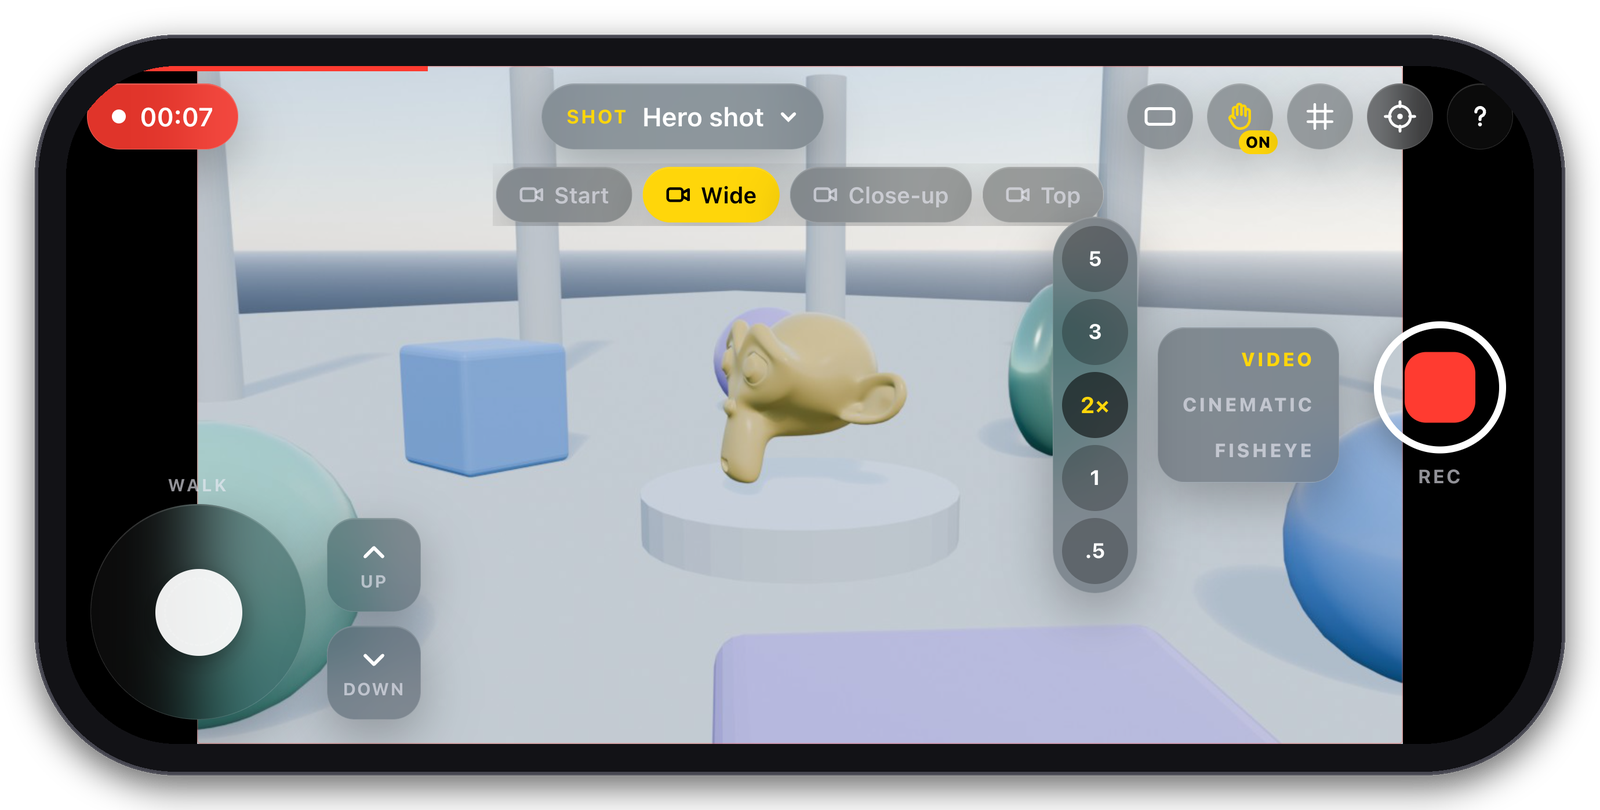 00:07
SHOT Hero shot
ON
?
Start
Wide
Close-up
Top
5
3
2×
1
.5
VIDEO
CINEMATIC
FISHEYE
REC
WALK
UP
DOWN